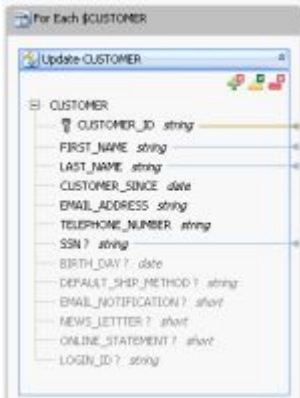 For Each $CUSTOMER
Update CUSTOMER
CUSTOMER
CUSTOMER_ID string
FIRST_NAME string
LAST_NAME string
CUSTOMER_SINCE date
EMAIL_ADDRESS string
TELEPHONE_NUMBER string
SSN ? string
BIRTH_DAY ? date
DEFAULT_SHIP_METHOD ? string
EMAIL_NOTIFICATION ? short
NEWS_LETTTER ? short
ONLINE_STATEMENT ? short
LOGIN_ID ? string